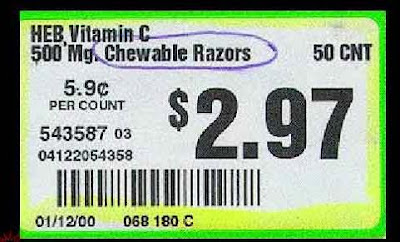 HEB Vitamin C
500 Mg. Chewable Razors 50 CNT
5.9¢
PER COUNT
$2.97
543587 03
04122054358
01/12/00 068 180 C